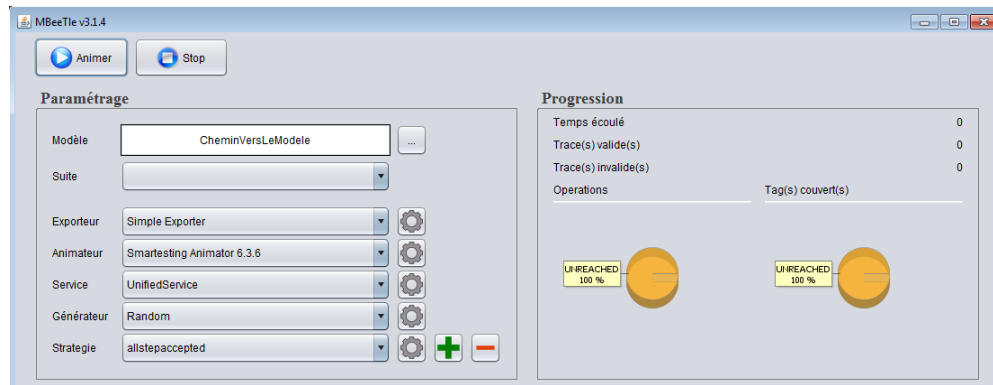 MBeeTle v3.1.4
Animer
Stop
Paramétrage
Modèle
CheminVersLeModele
...
Suite
Exporteur
Simple Exporter
Animateur
Smartesting Animator 6.3.6
Service
UnifiedService
Générateur
Random
Strategie
allstepaccepted
Progression
Temps écoulé 0
Trace(s) valide(s) 0
Trace(s) invalide(s) 0
Operations
Tag(s) couvert(s)
UNREACHED
100 %
UNREACHED
100 %